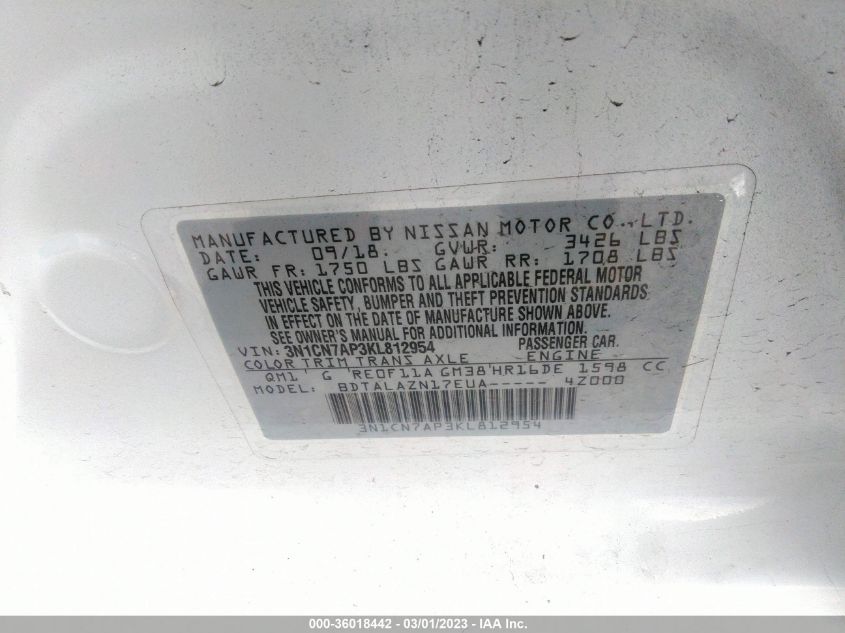 MANUFACTURED BY NISSAN MOTOR CO., LTD.
DATE: 09/18. GVWR: 3426 LBS
GAWR FR: 1750 LBS GAWR RR: 1708 LBS
THIS VEHICLE CONFORMS TO ALL APPLICABLE FEDERAL MOTOR
VEHICLE SAFETY, BUMPER AND THEFT PREVENTION STANDARDS
IN EFFECT ON THE DATE OF MANUFACTURE SHOWN ABOVE.
SEE OWNER'S MANUAL FOR ADDITIONAL INFORMATION.
VIN: 3N1CN7AP3KL812954 PASSENGER CAR.
COLOR TRIM TRANS AXLE ENGINE
QM1 G RE0F11A GM38 HR16DE 1598 CC
MODEL: BDTALAZN17EUA----- 4Z000
3N1CN7AP3KL812954
000-36018442 - 03/01/2023 - IAA Inc.